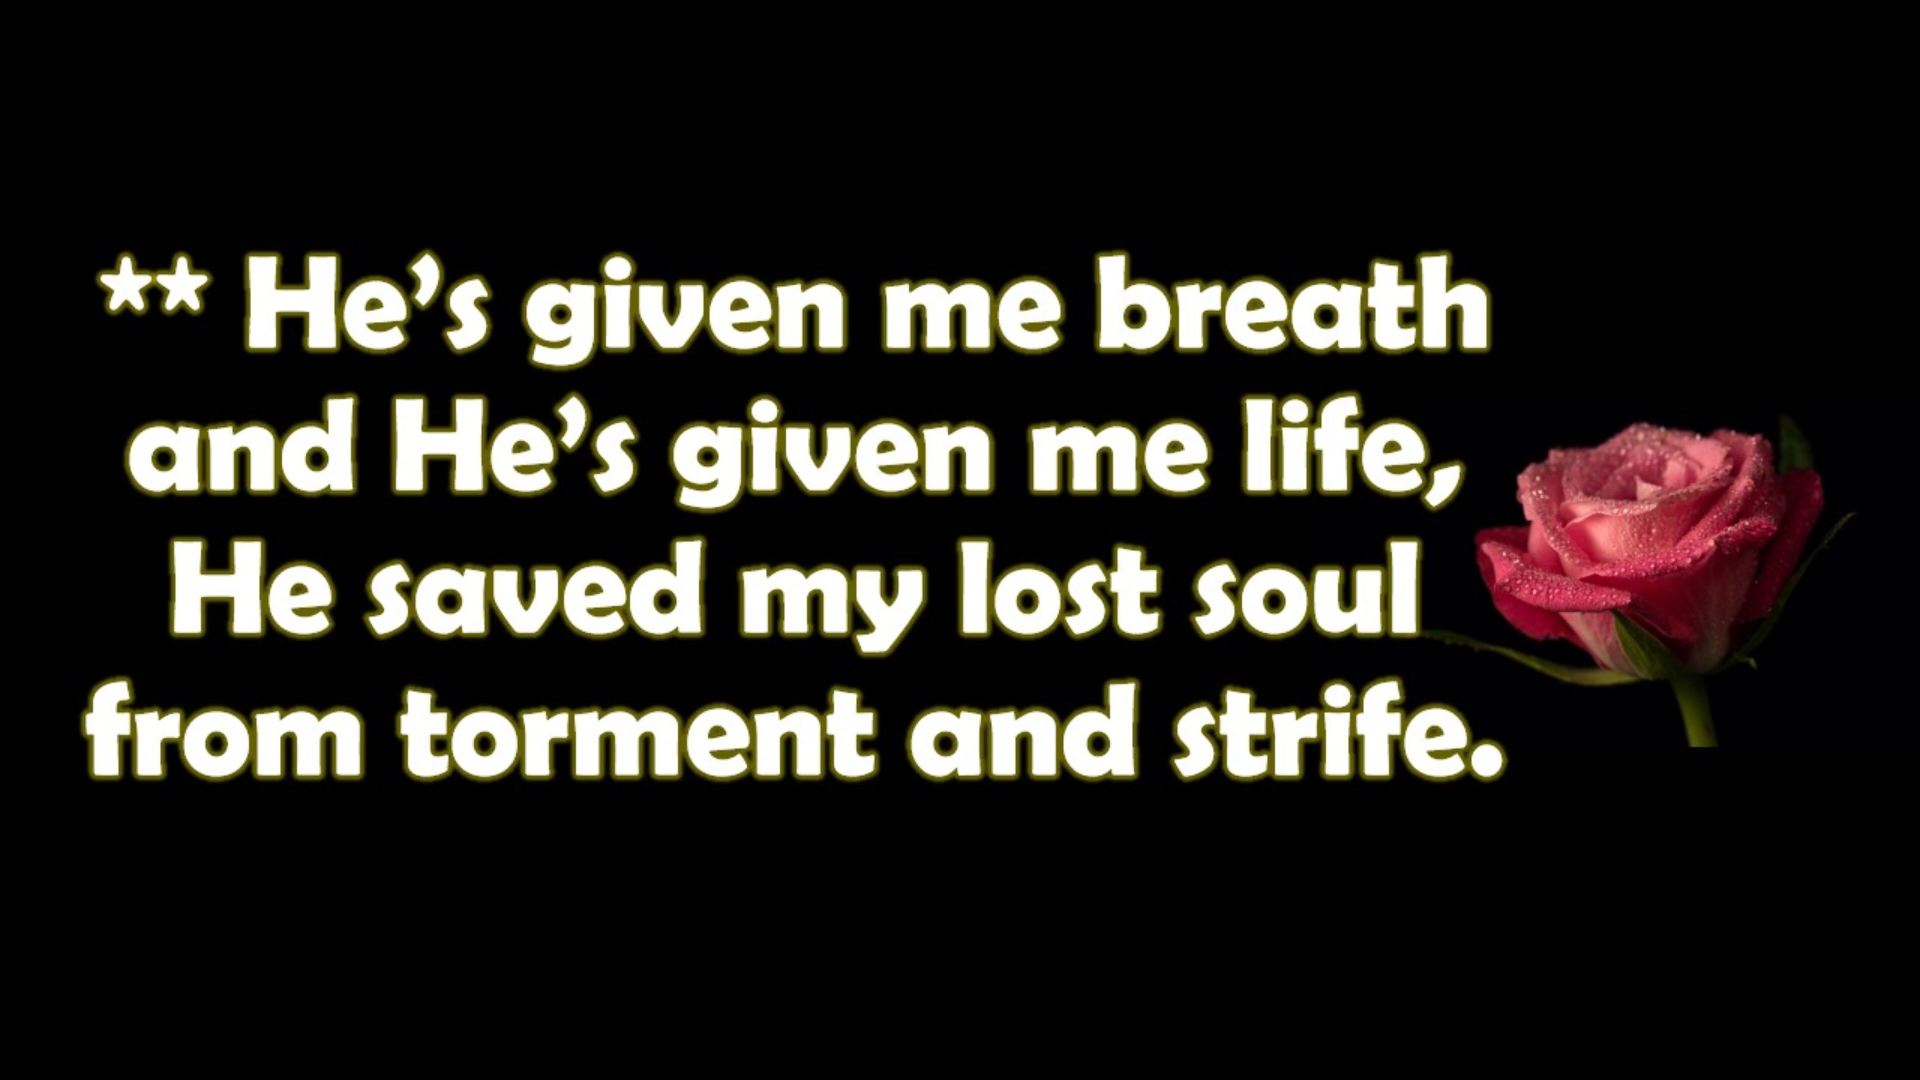 ** He’s given me breath
and He’s given me life,
He saved my lost soul
from torment and strife.